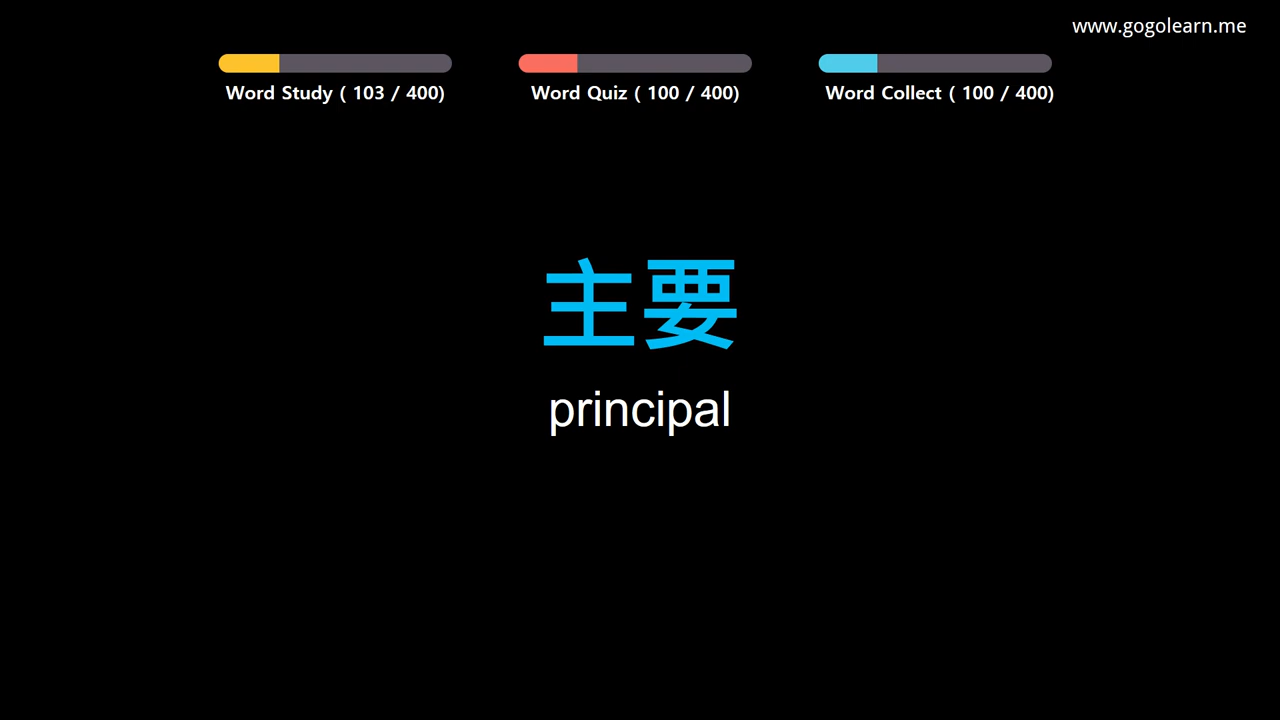 www.gogolearn.me
Word Study ( 103 / 400)
Word Quiz ( 100 / 400)
Word Collect ( 100 / 400)
主要
principal